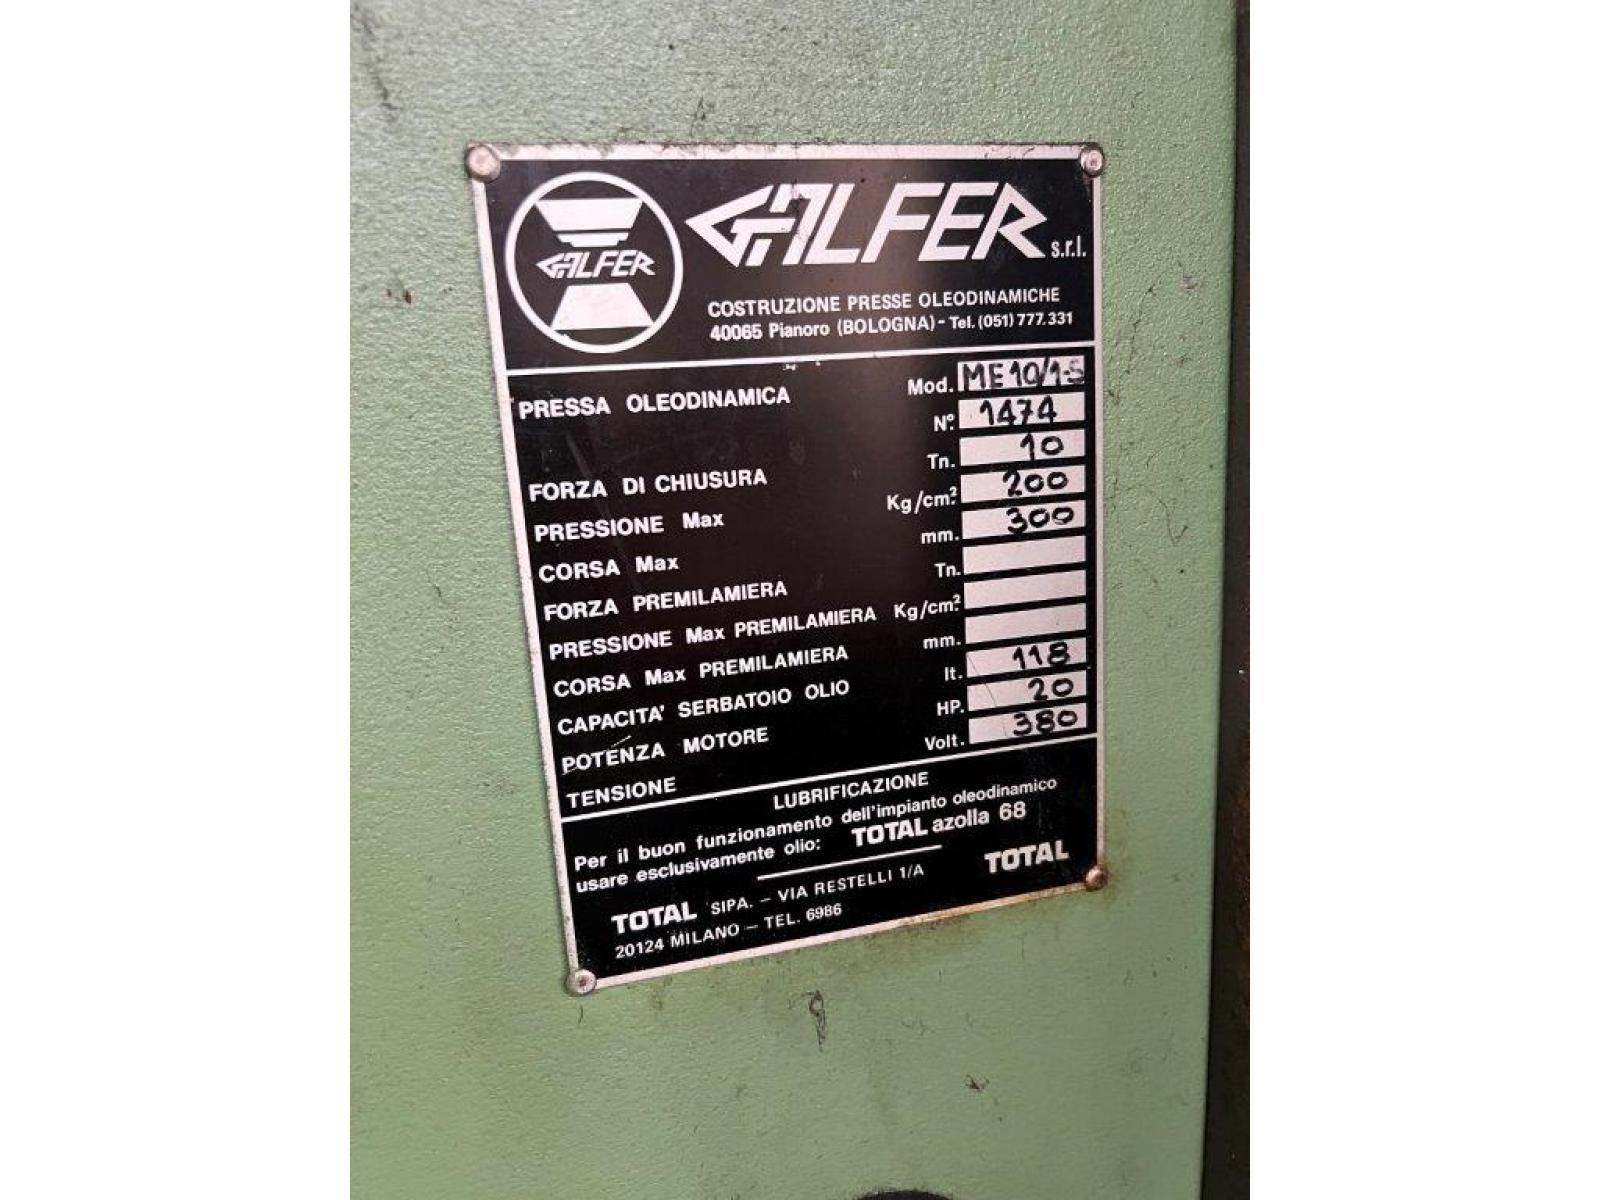 GALFER
GALFER s.r.l.
COSTRUZIONE PRESSE OLEODINAMICHE
40065 Pianoro (BOLOGNA) - Tel. (051) 777.331
PRESSA OLEODINAMICA Mod. ME10/1-S
N° 1474
FORZA DI CHIUSURA Tn. 10
PRESSIONE Max Kg/cm² 200
CORSA Max mm. 300
FORZA PREMILAMIERA Tn.
PRESSIONE Max PREMILAMIERA Kg/cm²
CORSA Max PREMILAMIERA mm.
CAPACITA' SERBATOIO OLIO lt. 118
POTENZA MOTORE HP. 20
TENSIONE Volt. 380
LUBRIFICAZIONE
Per il buon funzionamento dell'impianto oleodinamico
usare esclusivamente olio: TOTAL azolla 68
TOTAL
TOTAL SIPA. – VIA RESTELLI 1/A
20124 MILANO – TEL. 6986